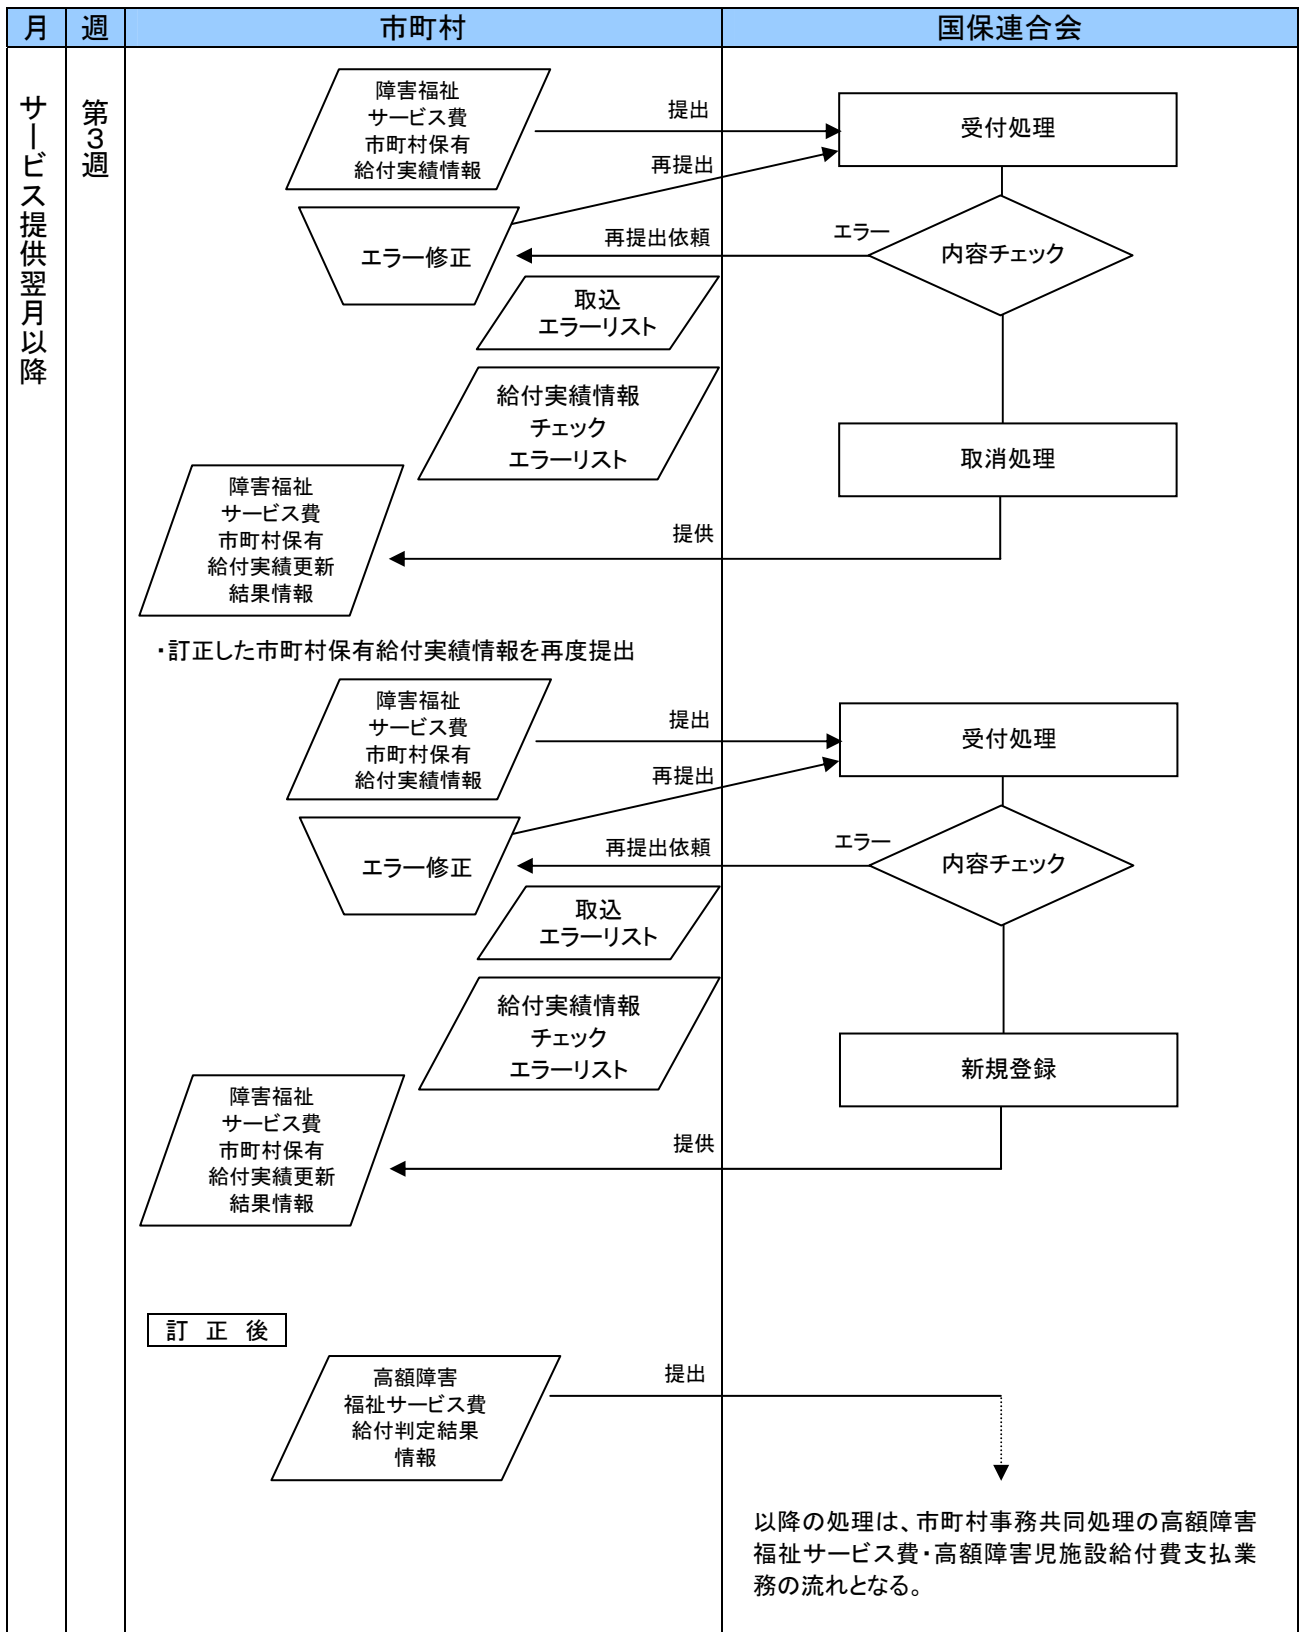 月
週
市町村
国保連合会
サービス提供翌月以降
第3週
障害福祉
サービス費
市町村保有
給付実績情報
提出
受付処理
再提出
エラー修正
再提出依頼
エラー
内容チェック
取込
エラーリスト
給付実績情報
チェック
エラーリスト
取消処理
障害福祉
サービス費
市町村保有
給付実績更新
結果情報
提供
・訂正した市町村保有給付実績情報を再度提出
障害福祉
サービス費
市町村保有
給付実績情報
提出
受付処理
再提出
エラー修正
再提出依頼
エラー
内容チェック
取込
エラーリスト
給付実績情報
チェック
エラーリスト
新規登録
障害福祉
サービス費
市町村保有
給付実績更新
結果情報
提供
訂 正 後
高額障害
福祉サービス費
給付判定結果
情報
提出
以降の処理は、市町村事務共同処理の高額障害
福祉サービス費・高額障害児施設給付費支払業
務の流れとなる。